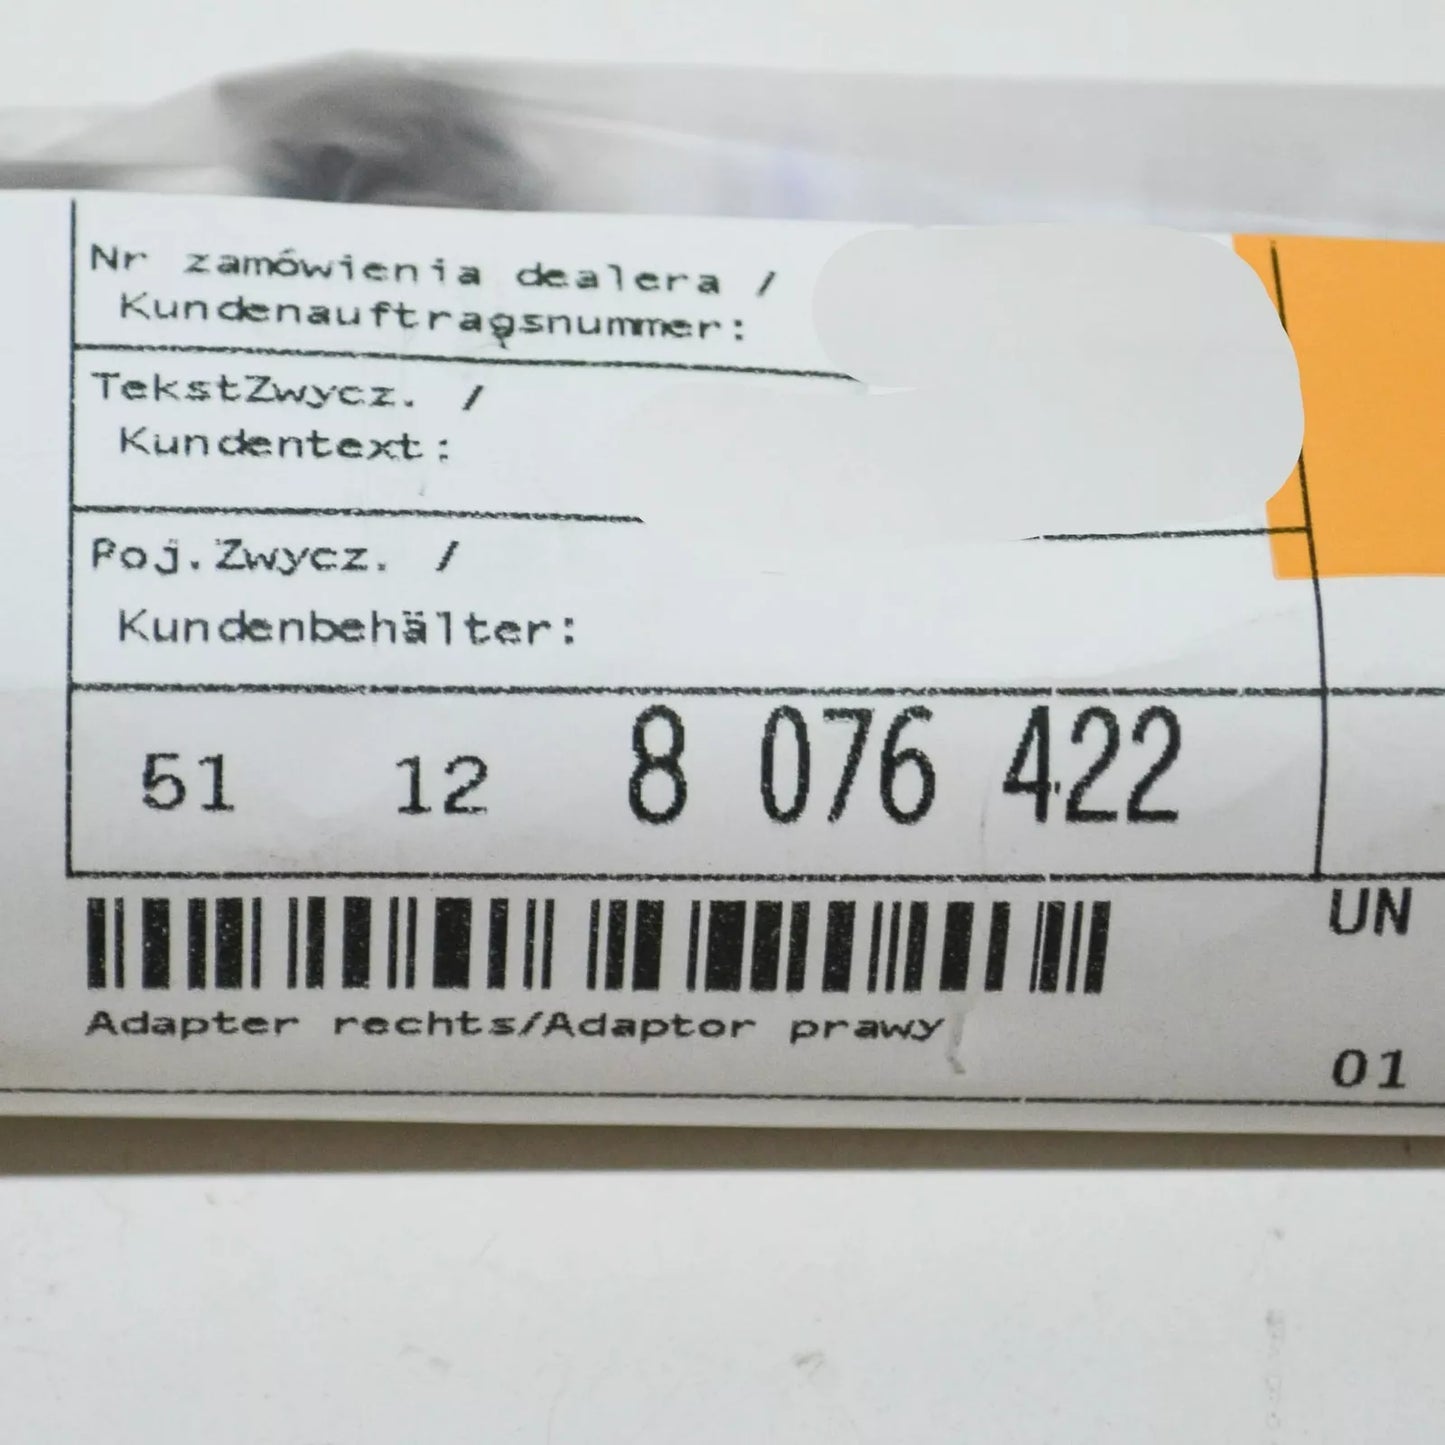 Nr zamówienia dealera /
Kundenauftragsnummer:
TekstZwycz. /
Kundentext:
Poj.Zwycz. /
Kundenbehälter:
51 12 8 076 422
UN
Adapter rechts/Adaptor prawy
01